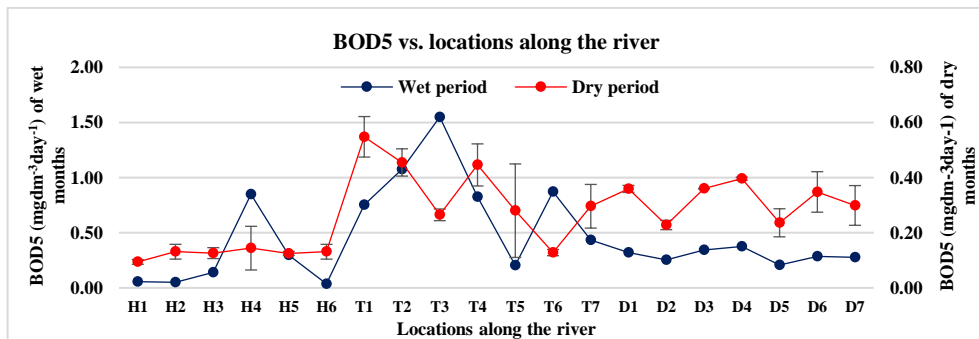 BOD5 vs. locations along the river
Wet period
Dry period
BOD5 (mgdm-³day⁻¹) of wet
months
2.00
1.50
1.00
0.50
0.00
0.80
0.60
0.40
0.20
0.00
BOD5 (mgdm-3day-1) of dry
months
H1 H2 H3 H4 H5 H6 T1 T2 T3 T4 T5 T6 T7 D1 D2 D3 D4 D5 D6 D7
Locations along the river